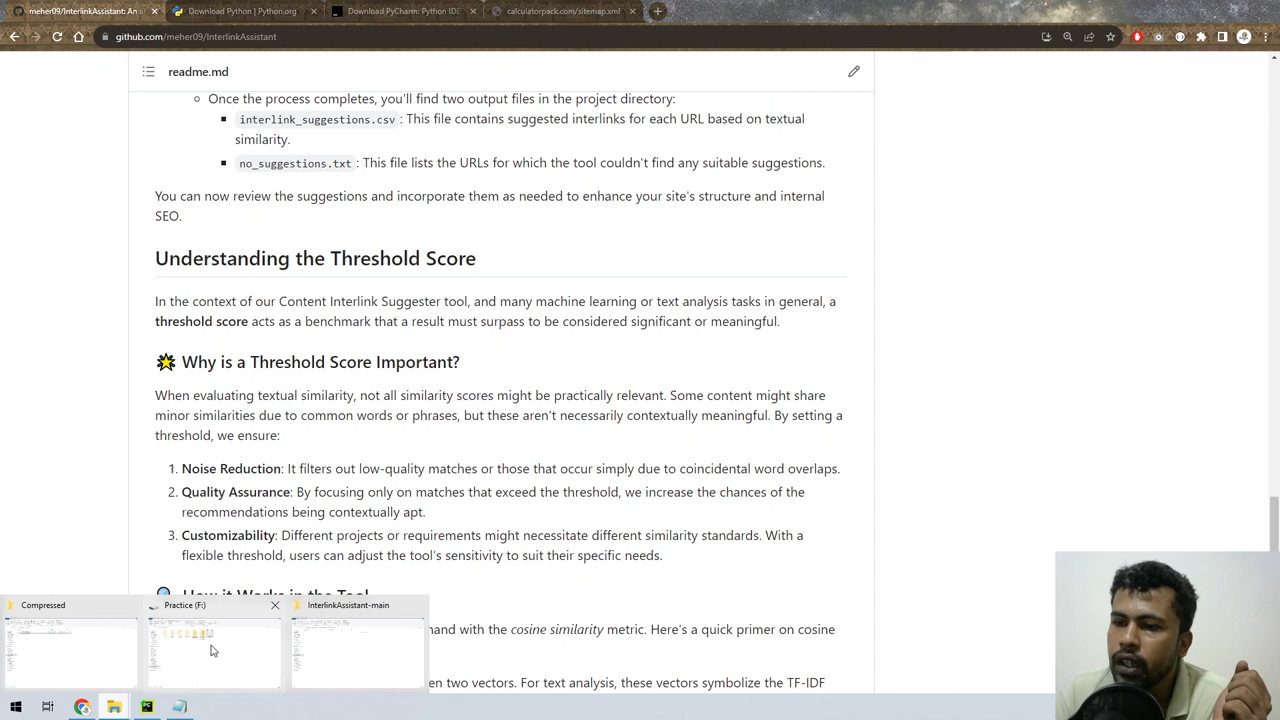 meher09/InterlinkAssistant: An e
Download Python | Python.org
Download PyCharm: Python IDE
calculatorpack.com/sitemap.xml
github.com/meher09/InterlinkAssistant
readme.md
Once the process completes, you'll find two output files in the project directory:
interlink_suggestions.csv : This file contains suggested interlinks for each URL based on textual
similarity.
no_suggestions.txt : This file lists the URLs for which the tool couldn't find any suitable suggestions.
You can now review the suggestions and incorporate them as needed to enhance your site's structure and internal
SEO.
Understanding the Threshold Score
In the context of our Content Interlink Suggester tool, and many machine learning or text analysis tasks in general, a
threshold score acts as a benchmark that a result must surpass to be considered significant or meaningful.
Why is a Threshold Score Important?
When evaluating textual similarity, not all similarity scores might be practically relevant. Some content might share
minor similarities due to common words or phrases, but these aren't necessarily contextually meaningful. By setting a
threshold, we ensure:
1. Noise Reduction: It filters out low-quality matches or those that occur simply due to coincidental word overlaps.
2. Quality Assurance: By focusing only on matches that exceed the threshold, we increase the chances of the
recommendations being contextually apt.
3. Customizability: Different projects or requirements might necessitate different similarity standards. With a
flexible threshold, users can adjust the tool's sensitivity to suit their specific needs.
How it Works in the Tool
Compressed
Practice (F:)
InterlinkAssistant-main
hand with the cosine similarity metric. Here's a quick primer on cosine
en two vectors. For text analysis, these vectors symbolize the TF-IDF